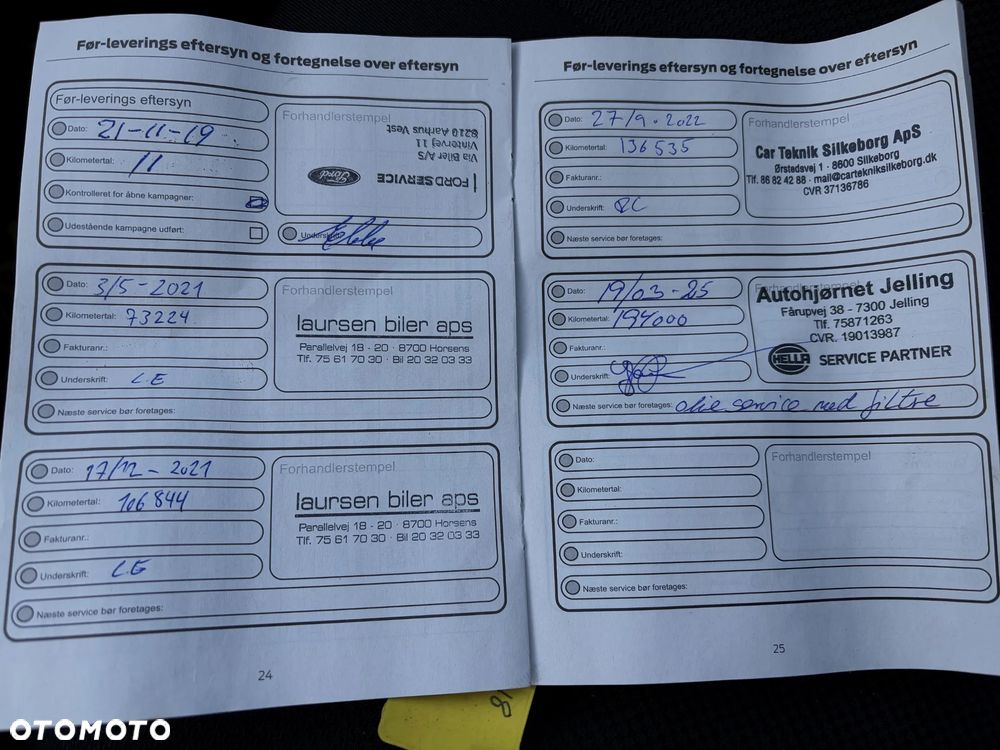 Før-leverings eftersyn og fortegnelse over eftersyn
Før-leverings eftersyn
Dato: 21-11-19
Kilometertal: 11
Kontrolleret for åbne kampagner:
Udestående kampagne udført:
Forhandlerstempel
Ford FORDSERVICE
Via Biler A/S
Vintervej 11
8210 Aarhus Vest
Underskrift:
Dato: 3/5-2021
Kilometertal: 73224
Fakturanr.:
Underskrift: LE
Næste service bør foretages:
Forhandlerstempel
laursen biler aps
Parallelvej 18 - 20 · 8700 Horsens
Tlf. 75 61 70 30 · Bil 20 32 03 33
Dato: 17/12-2021
Kilometertal: 106844
Fakturanr.:
Underskrift: LE
Næste service bør foretages:
Forhandlerstempel
laursen biler aps
Parallelvej 18 - 20 · 8700 Horsens
Tlf. 75 61 70 30 · Bil 20 32 03 33
24
Før-leverings eftersyn og fortegnelse over eftersyn
Dato: 27/9.2022
Kilometertal: 136535
Fakturanr.:
Underskrift: RC
Næste service bør foretages:
Forhandlerstempel
Car Teknik Silkeborg ApS
Ørstedsvej 1 · 8600 Silkeborg
Tlf. 86 82 42 88 · mail@cartekniksilkeborg.dk
CVR 37136786
Dato: 19/03-25
Kilometertal: 194000
Fakturanr.:
Underskrift:
Næste service bør foretages: olie service med filtre
Forhandlerstempel
Autohjørnet Jelling
Fårupvej 38 - 7300 Jelling
Tlf. 75871263
CVR. 19013987
HELLA SERVICE PARTNER
Dato:
Kilometertal:
Fakturanr.:
Underskrift:
Næste service bør foretages:
Forhandlerstempel
25
18
OTOMOTO